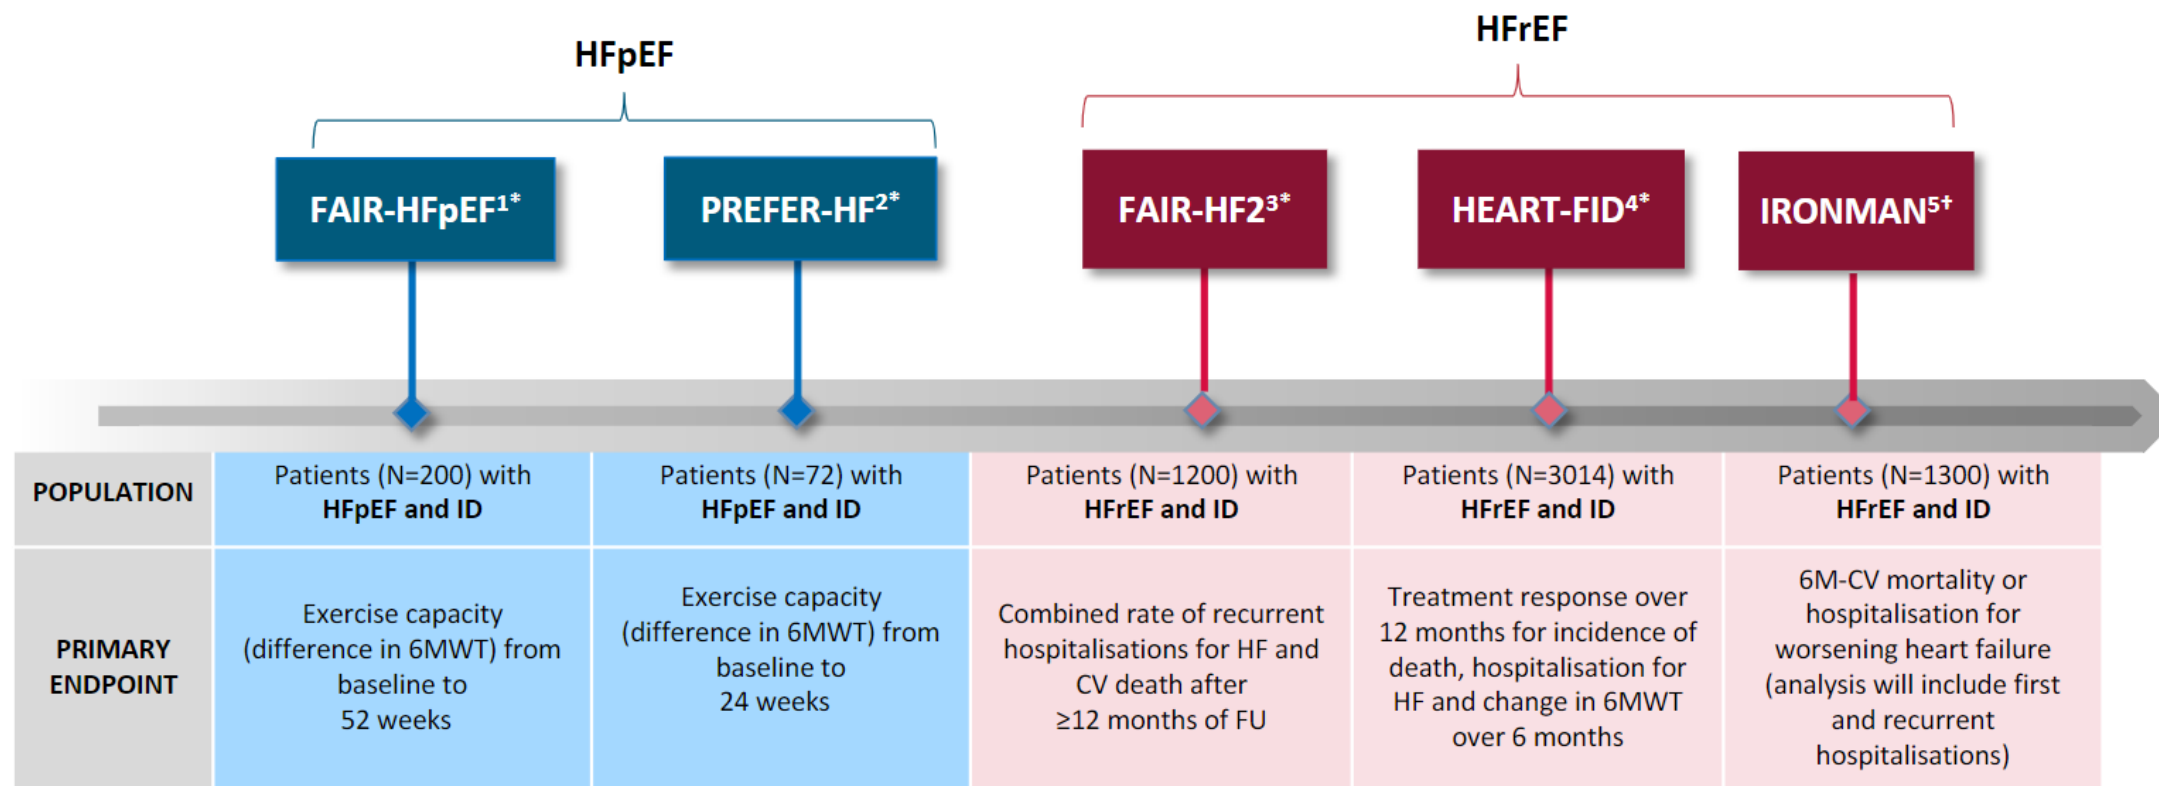 HFpEF
HFrEF
FAIR-HFpEF1*
PREFER-HF2*
FAIR-HF23*
HEART-FID4*
IRONMAN5†
POPULATION
Patients (N=200) with
HFpEF and ID
Patients (N=72) with
HFpEF and ID
Patients (N=1200) with
HFrEF and ID
Patients (N=3014) with
HFrEF and ID
Patients (N=1300) with
HFrEF and ID
PRIMARY
ENDPOINT
Exercise capacity
(difference in 6MWT) from
baseline to
52 weeks
Exercise capacity
(difference in 6MWT) from
baseline to
24 weeks
Combined rate of recurrent
hospitalisations for HF and
CV death after
≥12 months of FU
Treatment response over
12 months for incidence of
death, hospitalisation for
HF and change in 6MWT
over 6 months
6M-CV mortality or
hospitalisation for
worsening heart failure
(analysis will include first
and recurrent
hospitalisations)